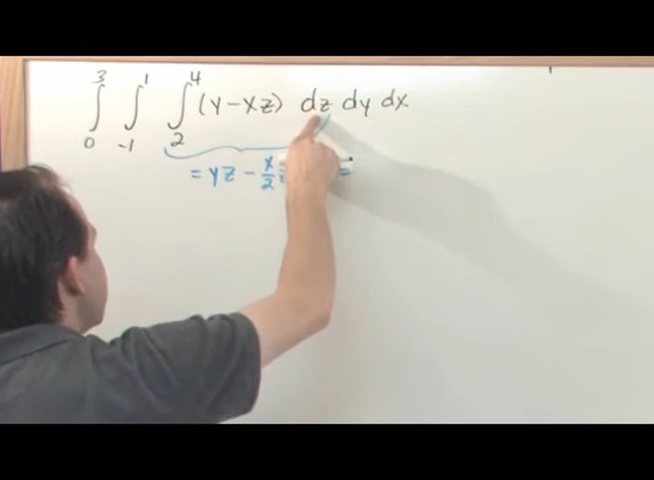 ∫₀³ ∫₋₁¹ ∫₂⁴ (y-xz) dz dy dx
= yz - x/2 z =